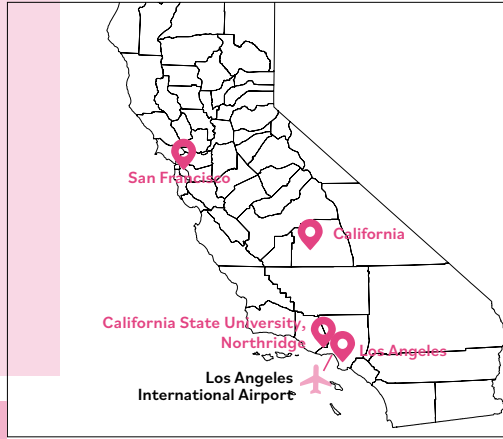 San Francisco
California
California State University,
Northridge
Los Angeles
Los Angeles
International Airport